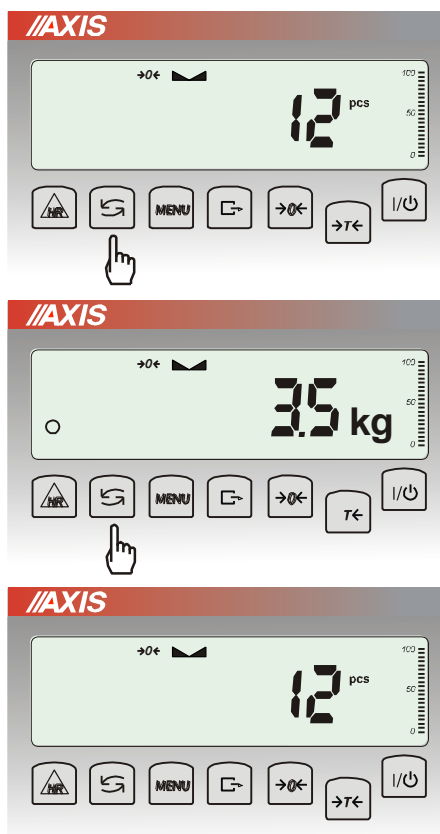 //AXIS
→0←
12 pcs
100
50
0
HR
MENU
→0←
→T←
I/⏻
//AXIS
→0←
3.5 kg
100
50
0
HR
MENU
→0←
T←
I/⏻
//AXIS
→0←
12 pcs
100
50
0
HR
MENU
→0←
→T←
I/⏻